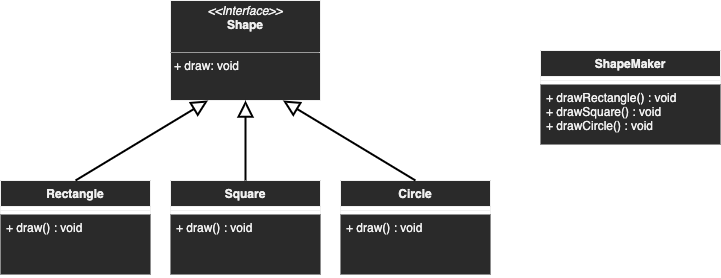 <<Interface>>
Shape
+ draw: void
ShapeMaker
+ drawRectangle() : void
+ drawSquare() : void
+ drawCircle() : void
Rectangle
+ draw() : void
Square
+ draw() : void
Circle
+ draw() : void